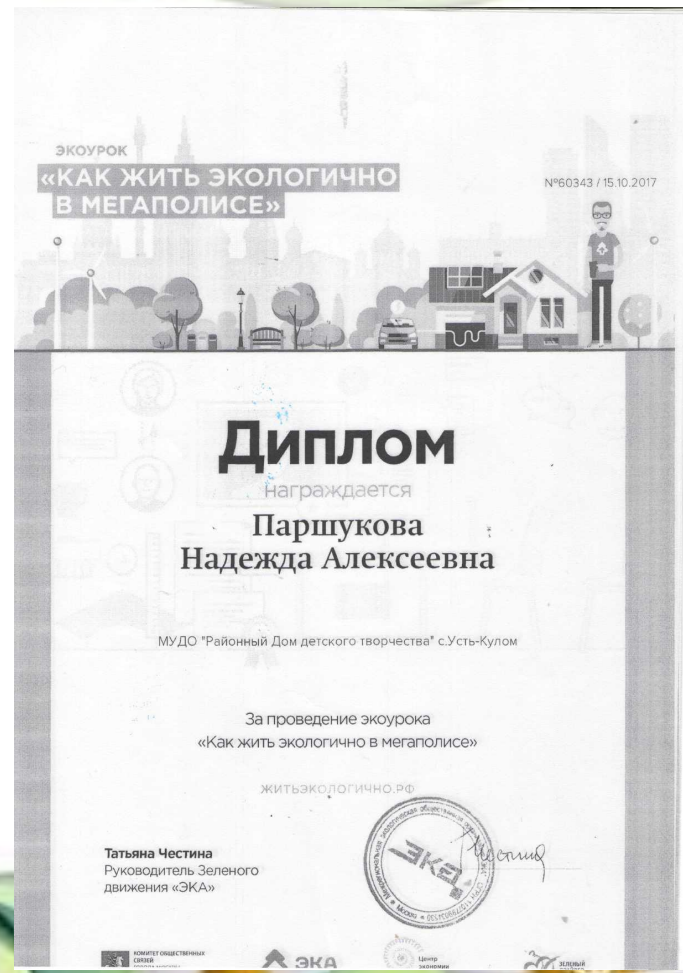 ЭКОУРОК
«КАК ЖИТЬ ЭКОЛОГИЧНО
В МЕГАПОЛИСЕ»
№60343 / 15.10.2017
Диплом
награждается
Паршукова
Надежда Алексеевна
МУДО "Районный Дом детского творчества" с.Усть-Кулом
За проведение экоурока
«Как жить экологично в мегаполисе»
ЖИТЬЭКОЛОГИЧНО.РФ
Татьяна Честина
Руководитель Зеленого
движения «ЭКА»
ЭКА
КОМИТЕТ ОБЩЕСТВЕННЫХ
СВЯЗЕЙ
ЭКА
Центр
экономии
ЗЕЛЕНЫЙ